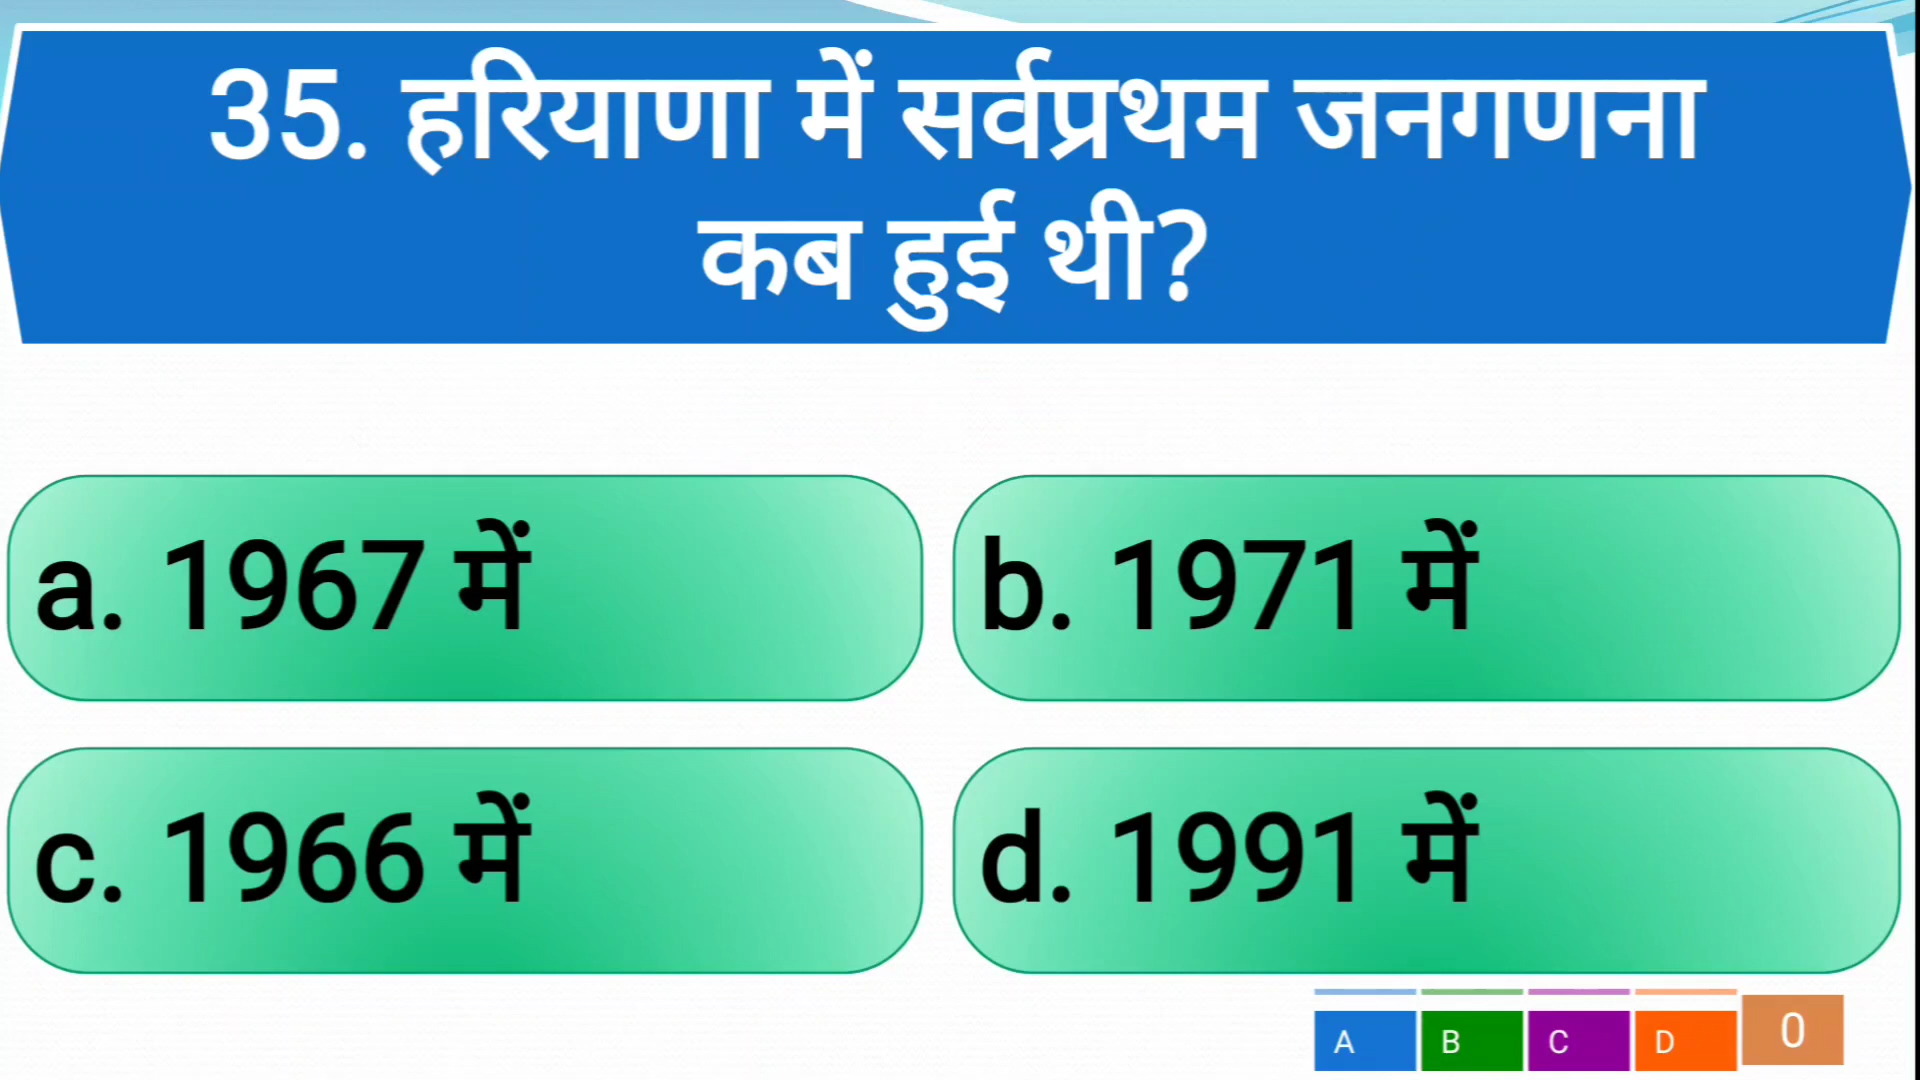 35. हरियाणा में सर्वप्रथम जनगणना
कब हुई थी?
a. 1967 में
b. 1971 में
c. 1966 में
d. 1991 में
A B C D 0